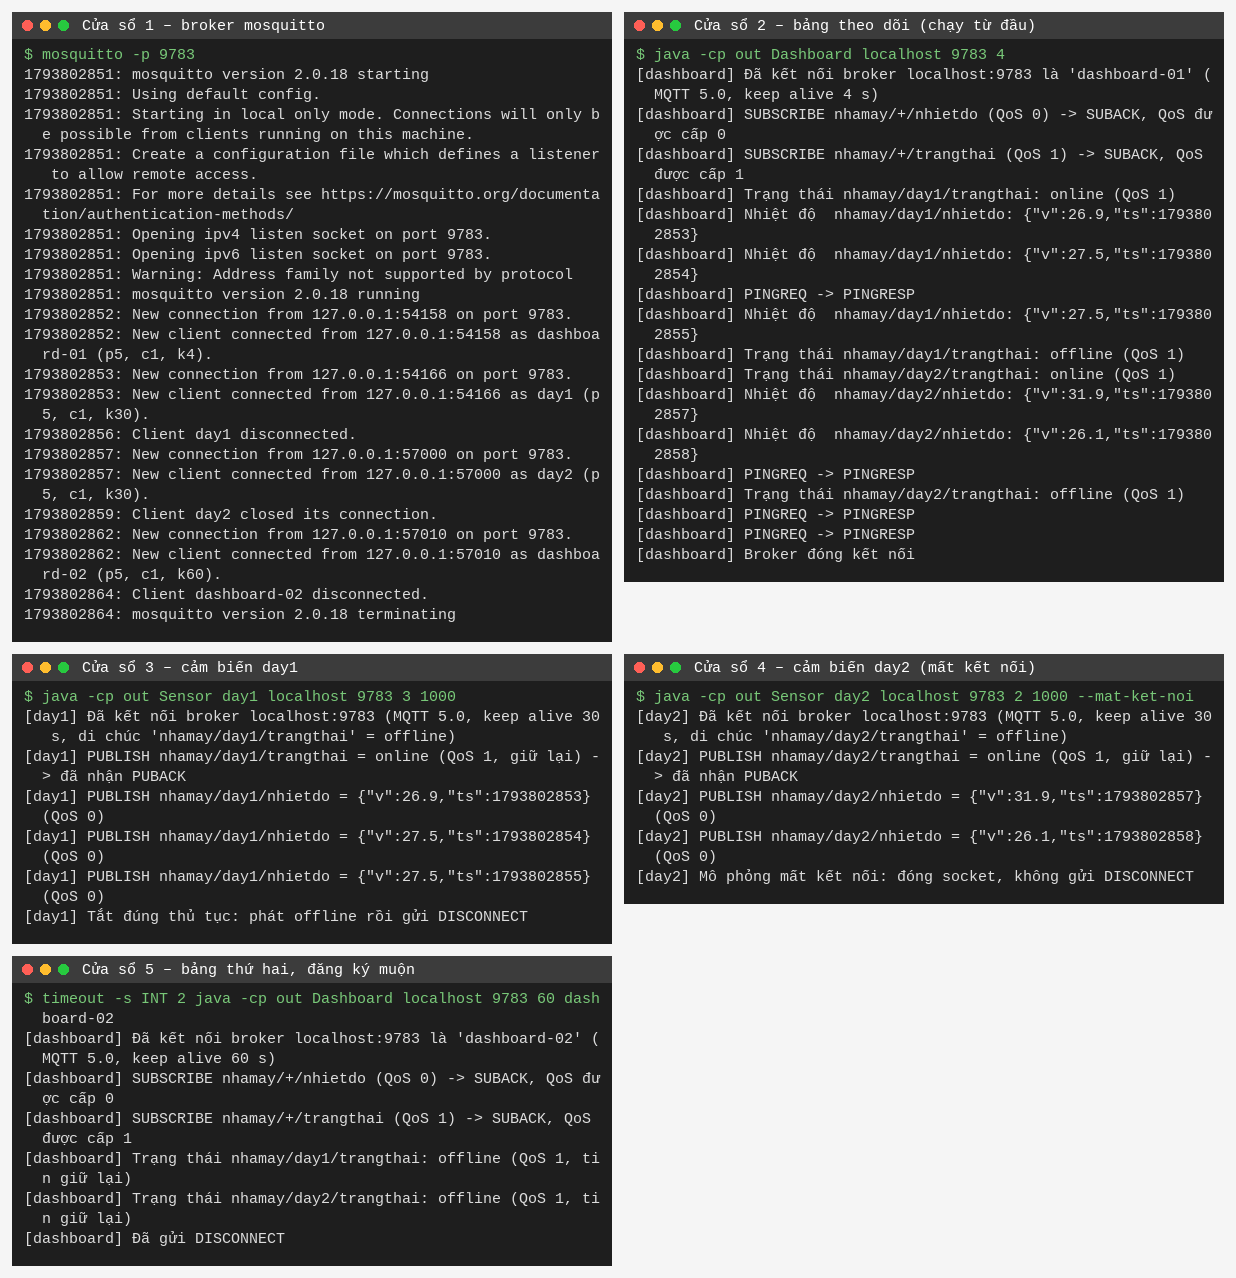 Cửa sổ 1 – broker mosquitto
$ mosquitto -p 9783
1793802851: mosquitto version 2.0.18 starting
1793802851: Using default config.
1793802851: Starting in local only mode. Connections will only b
e possible from clients running on this machine.
1793802851: Create a configuration file which defines a listener
to allow remote access.
1793802851: For more details see https://mosquitto.org/documenta
tion/authentication-methods/
1793802851: Opening ipv4 listen socket on port 9783.
1793802851: Opening ipv6 listen socket on port 9783.
1793802851: Warning: Address family not supported by protocol
1793802851: mosquitto version 2.0.18 running
1793802852: New connection from 127.0.0.1:54158 on port 9783.
1793802852: New client connected from 127.0.0.1:54158 as dashboa
rd-01 (p5, c1, k4).
1793802853: New connection from 127.0.0.1:54166 on port 9783.
1793802853: New client connected from 127.0.0.1:54166 as day1 (p
5, c1, k30).
1793802856: Client day1 disconnected.
1793802857: New connection from 127.0.0.1:57000 on port 9783.
1793802857: New client connected from 127.0.0.1:57000 as day2 (p
5, c1, k30).
1793802859: Client day2 closed its connection.
1793802862: New connection from 127.0.0.1:57010 on port 9783.
1793802862: New client connected from 127.0.0.1:57010 as dashboa
rd-02 (p5, c1, k60).
1793802864: Client dashboard-02 disconnected.
1793802864: mosquitto version 2.0.18 terminating
Cửa sổ 2 – bảng theo dõi (chạy từ đầu)
$ java -cp out Dashboard localhost 9783 4
[dashboard] Đã kết nối broker localhost:9783 là 'dashboard-01' (
MQTT 5.0, keep alive 4 s)
[dashboard] SUBSCRIBE nhamay/+/nhietdo (QoS 0) -> SUBACK, QoS đư
ợc cấp 0
[dashboard] SUBSCRIBE nhamay/+/trangthai (QoS 1) -> SUBACK, QoS
được cấp 1
[dashboard] Trạng thái nhamay/day1/trangthai: online (QoS 1)
[dashboard] Nhiệt độ  nhamay/day1/nhietdo: {"v":26.9,"ts":179380
2853}
[dashboard] Nhiệt độ  nhamay/day1/nhietdo: {"v":27.5,"ts":179380
2854}
[dashboard] PINGREQ -> PINGRESP
[dashboard] Nhiệt độ  nhamay/day1/nhietdo: {"v":27.5,"ts":179380
2855}
[dashboard] Trạng thái nhamay/day1/trangthai: offline (QoS 1)
[dashboard] Trạng thái nhamay/day2/trangthai: online (QoS 1)
[dashboard] Nhiệt độ  nhamay/day2/nhietdo: {"v":31.9,"ts":179380
2857}
[dashboard] Nhiệt độ  nhamay/day2/nhietdo: {"v":26.1,"ts":179380
2858}
[dashboard] PINGREQ -> PINGRESP
[dashboard] Trạng thái nhamay/day2/trangthai: offline (QoS 1)
[dashboard] PINGREQ -> PINGRESP
[dashboard] PINGREQ -> PINGRESP
[dashboard] Broker đóng kết nối
Cửa sổ 3 – cảm biến day1
$ java -cp out Sensor day1 localhost 9783 3 1000
[day1] Đã kết nối broker localhost:9783 (MQTT 5.0, keep alive 30
s, di chúc 'nhamay/day1/trangthai' = offline)
[day1] PUBLISH nhamay/day1/trangthai = online (QoS 1, giữ lại) -
> đã nhận PUBACK
[day1] PUBLISH nhamay/day1/nhietdo = {"v":26.9,"ts":1793802853}
(QoS 0)
[day1] PUBLISH nhamay/day1/nhietdo = {"v":27.5,"ts":1793802854}
(QoS 0)
[day1] PUBLISH nhamay/day1/nhietdo = {"v":27.5,"ts":1793802855}
(QoS 0)
[day1] Tắt đúng thủ tục: phát offline rồi gửi DISCONNECT
Cửa sổ 4 – cảm biến day2 (mất kết nối)
$ java -cp out Sensor day2 localhost 9783 2 1000 --mat-ket-noi
[day2] Đã kết nối broker localhost:9783 (MQTT 5.0, keep alive 30
s, di chúc 'nhamay/day2/trangthai' = offline)
[day2] PUBLISH nhamay/day2/trangthai = online (QoS 1, giữ lại) -
> đã nhận PUBACK
[day2] PUBLISH nhamay/day2/nhietdo = {"v":31.9,"ts":1793802857}
(QoS 0)
[day2] PUBLISH nhamay/day2/nhietdo = {"v":26.1,"ts":1793802858}
(QoS 0)
[day2] Mô phỏng mất kết nối: đóng socket, không gửi DISCONNECT
Cửa sổ 5 – bảng thứ hai, đăng ký muộn
$ timeout -s INT 2 java -cp out Dashboard localhost 9783 60 dash
board-02
[dashboard] Đã kết nối broker localhost:9783 là 'dashboard-02' (
MQTT 5.0, keep alive 60 s)
[dashboard] SUBSCRIBE nhamay/+/nhietdo (QoS 0) -> SUBACK, QoS đư
ợc cấp 0
[dashboard] SUBSCRIBE nhamay/+/trangthai (QoS 1) -> SUBACK, QoS
được cấp 1
[dashboard] Trạng thái nhamay/day1/trangthai: offline (QoS 1, ti
n giữ lại)
[dashboard] Trạng thái nhamay/day2/trangthai: offline (QoS 1, ti
n giữ lại)
[dashboard] Đã gửi DISCONNECT